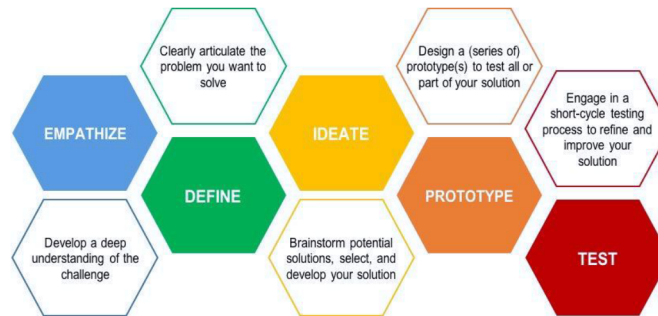 EMPATHIZE
Develop a deep
understanding of the
challenge
Clearly articulate the
problem you want to
solve
DEFINE
IDEATE
Brainstorm potential
solutions, select, and
develop your solution
Design a (series of)
prototype(s) to test all or
part of your solution
PROTOTYPE
Engage in a
short-cycle testing
process to refine and
improve your
solution
TEST